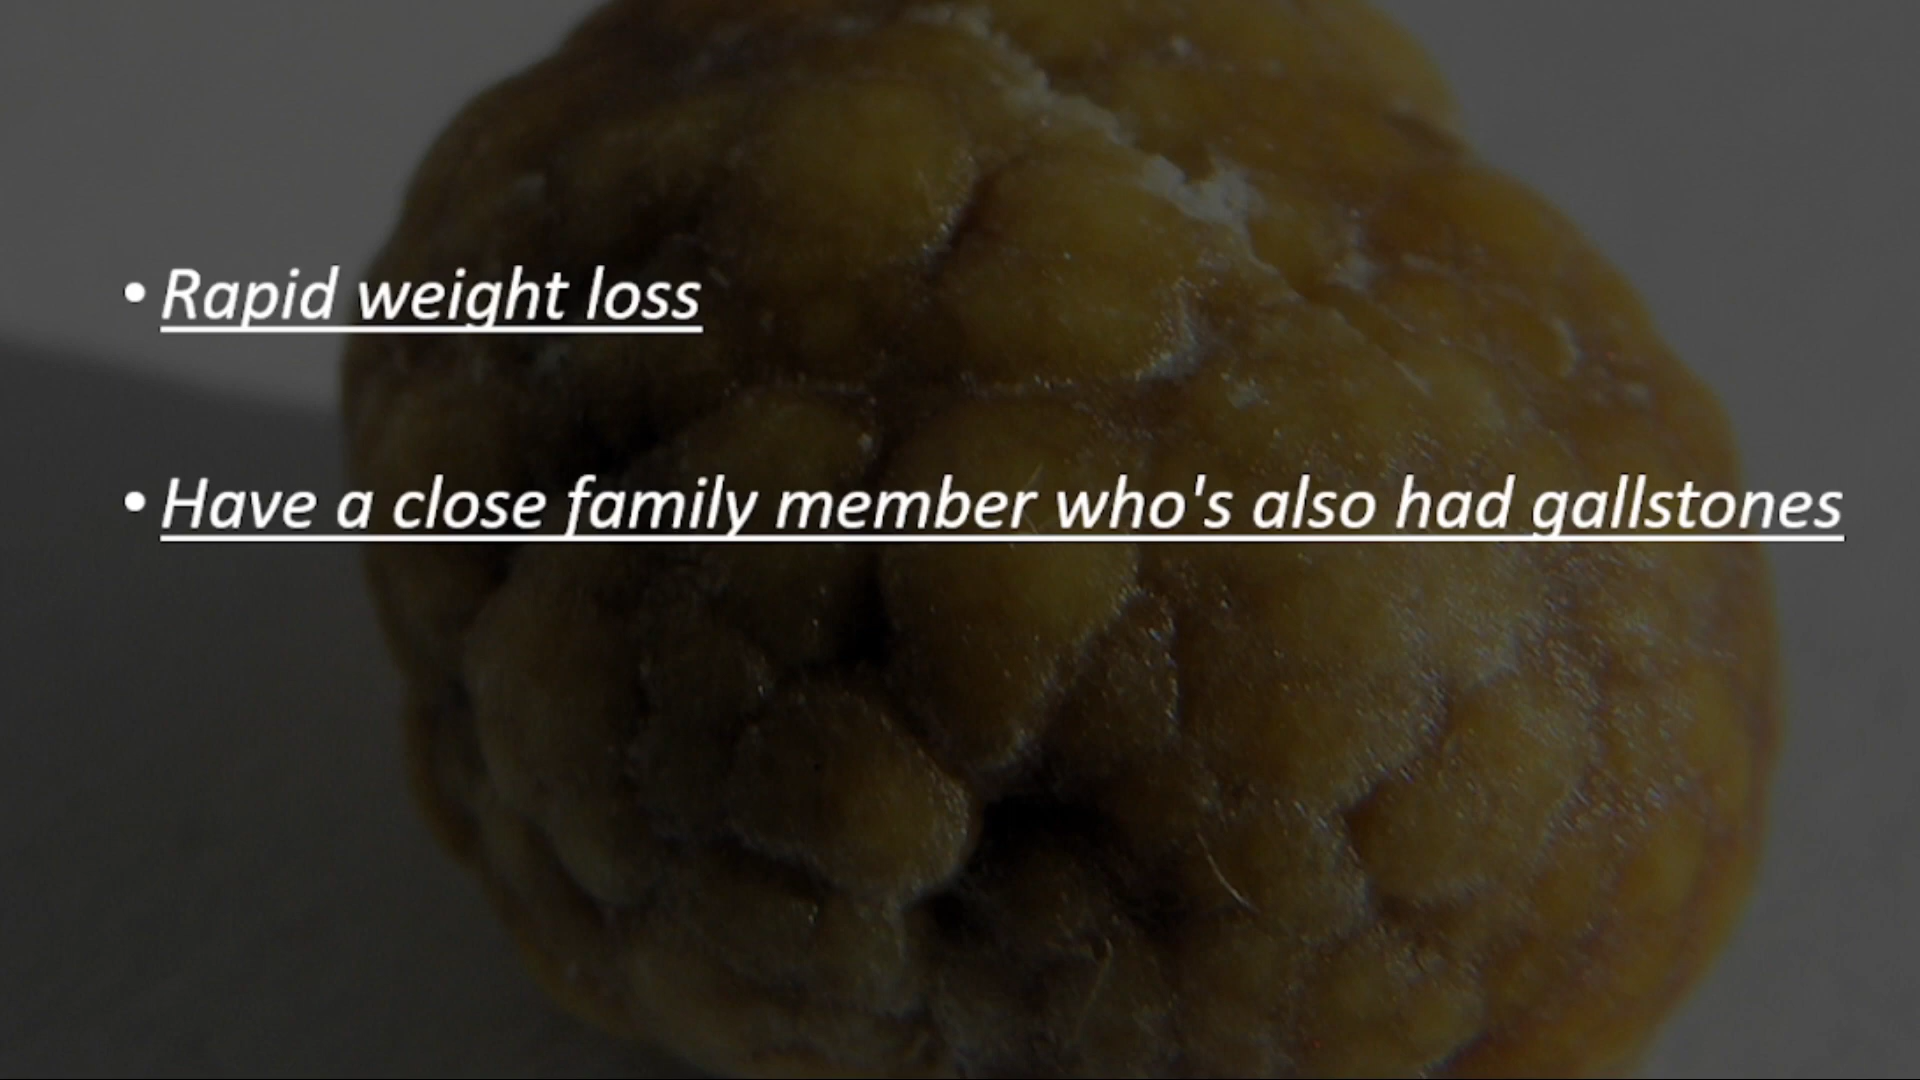 • Rapid weight loss
• Have a close family member who's also had gallstones